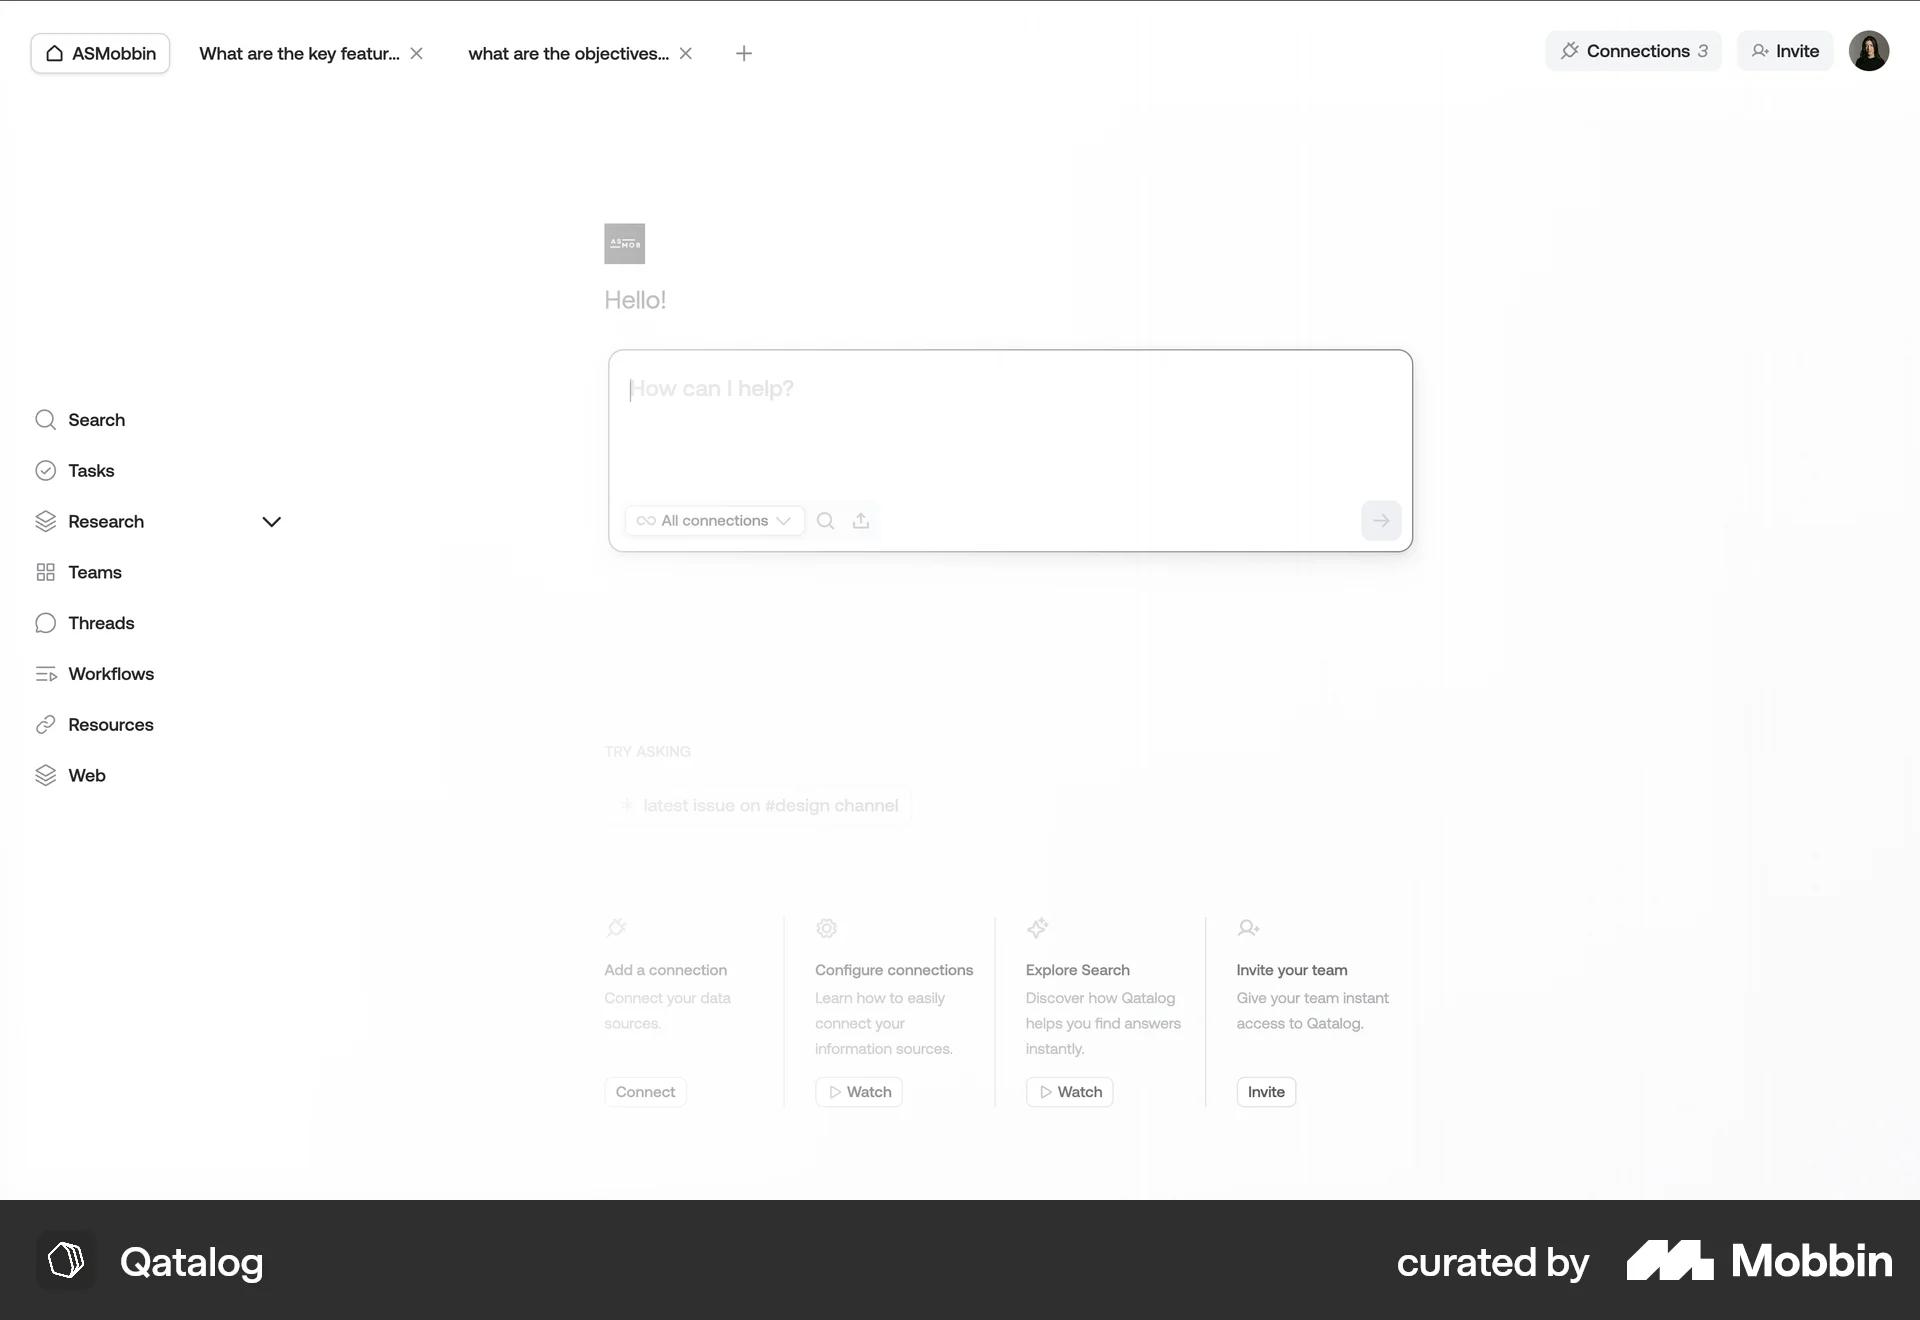 ASMobbin
What are the key featur...
what are the objectives...
Connections 3
Invite
AS
MOB
Hello!
How can I help?
All connections
Search
Tasks
Research
Teams
Threads
Workflows
Resources
Web
TRY ASKING
latest issue on #design channel
Add a connection
Connect your data
sources.
Connect
Configure connections
Learn how to easily
connect your
information sources.
Watch
Explore Search
Discover how Qatalog
helps you find answers
instantly.
Watch
Invite your team
Give your team instant
access to Qatalog.
Invite
Qatalog
curated by Mobbin